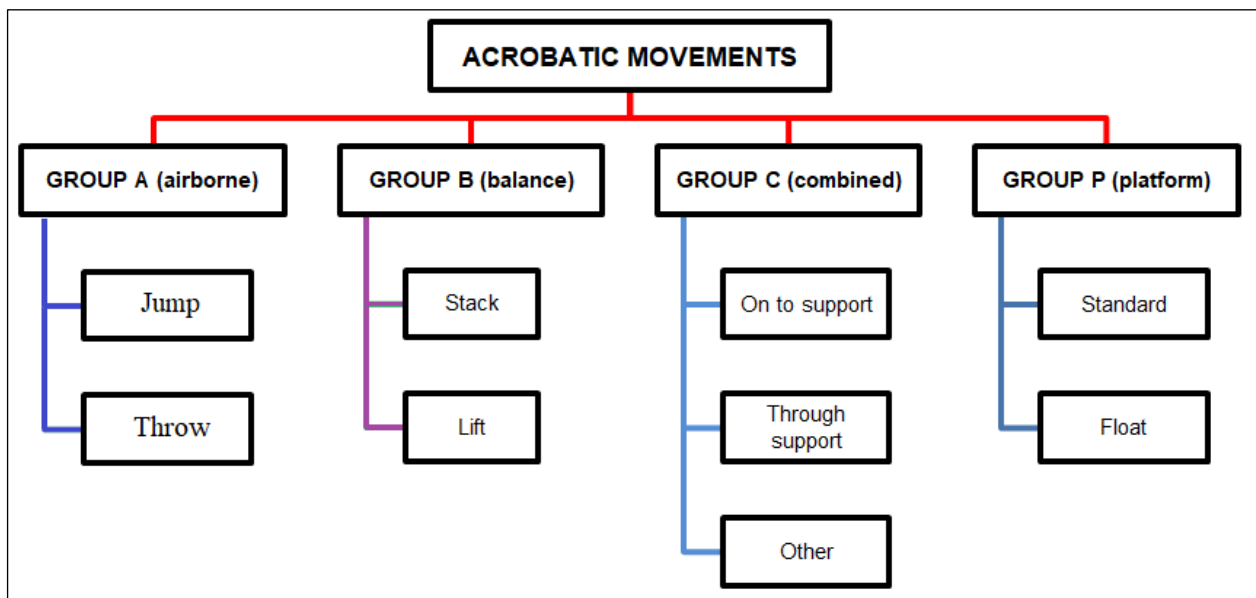 ACROBATIC MOVEMENTS
GROUP A (airborne)
GROUP B (balance)
GROUP C (combined)
GROUP P (platform)
Jump
Stack
On to support
Standard
Throw
Lift
Through
support
Float
Other